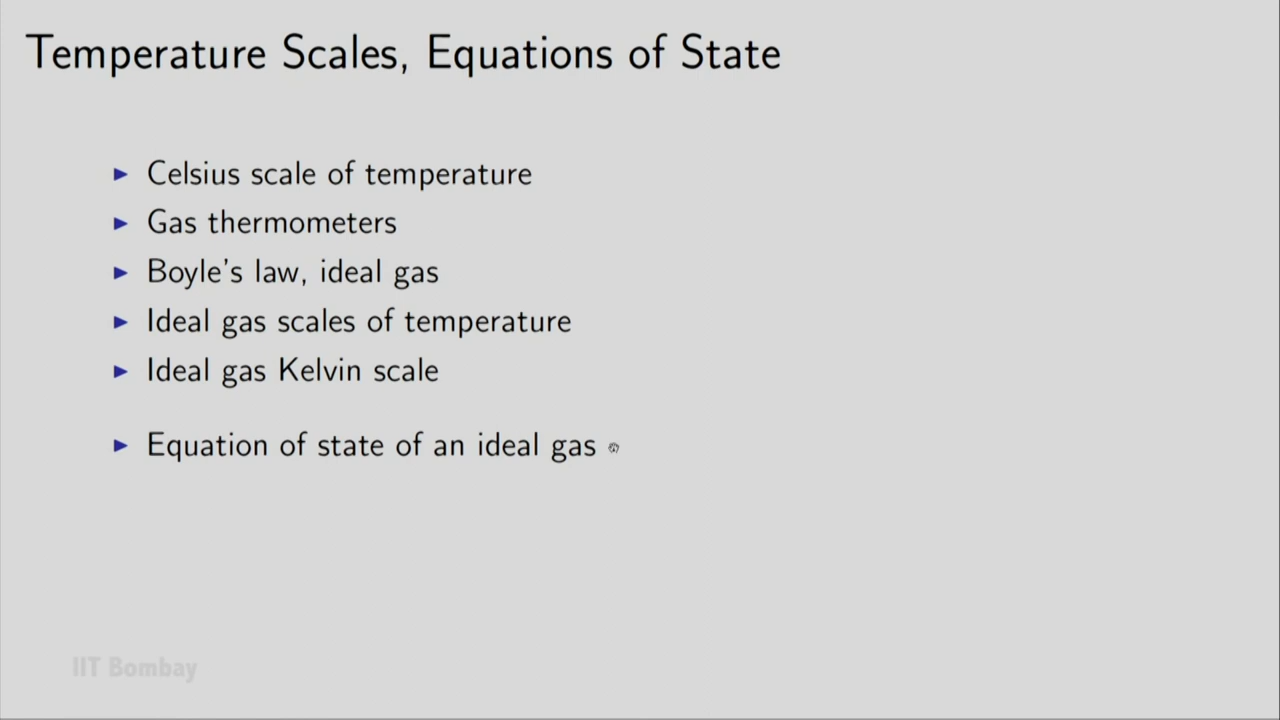 Temperature Scales, Equations of State
Celsius scale of temperature
Gas thermometers
Boyle's law, ideal gas
Ideal gas scales of temperature
Ideal gas Kelvin scale
Equation of state of an ideal gas
IIT Bombay